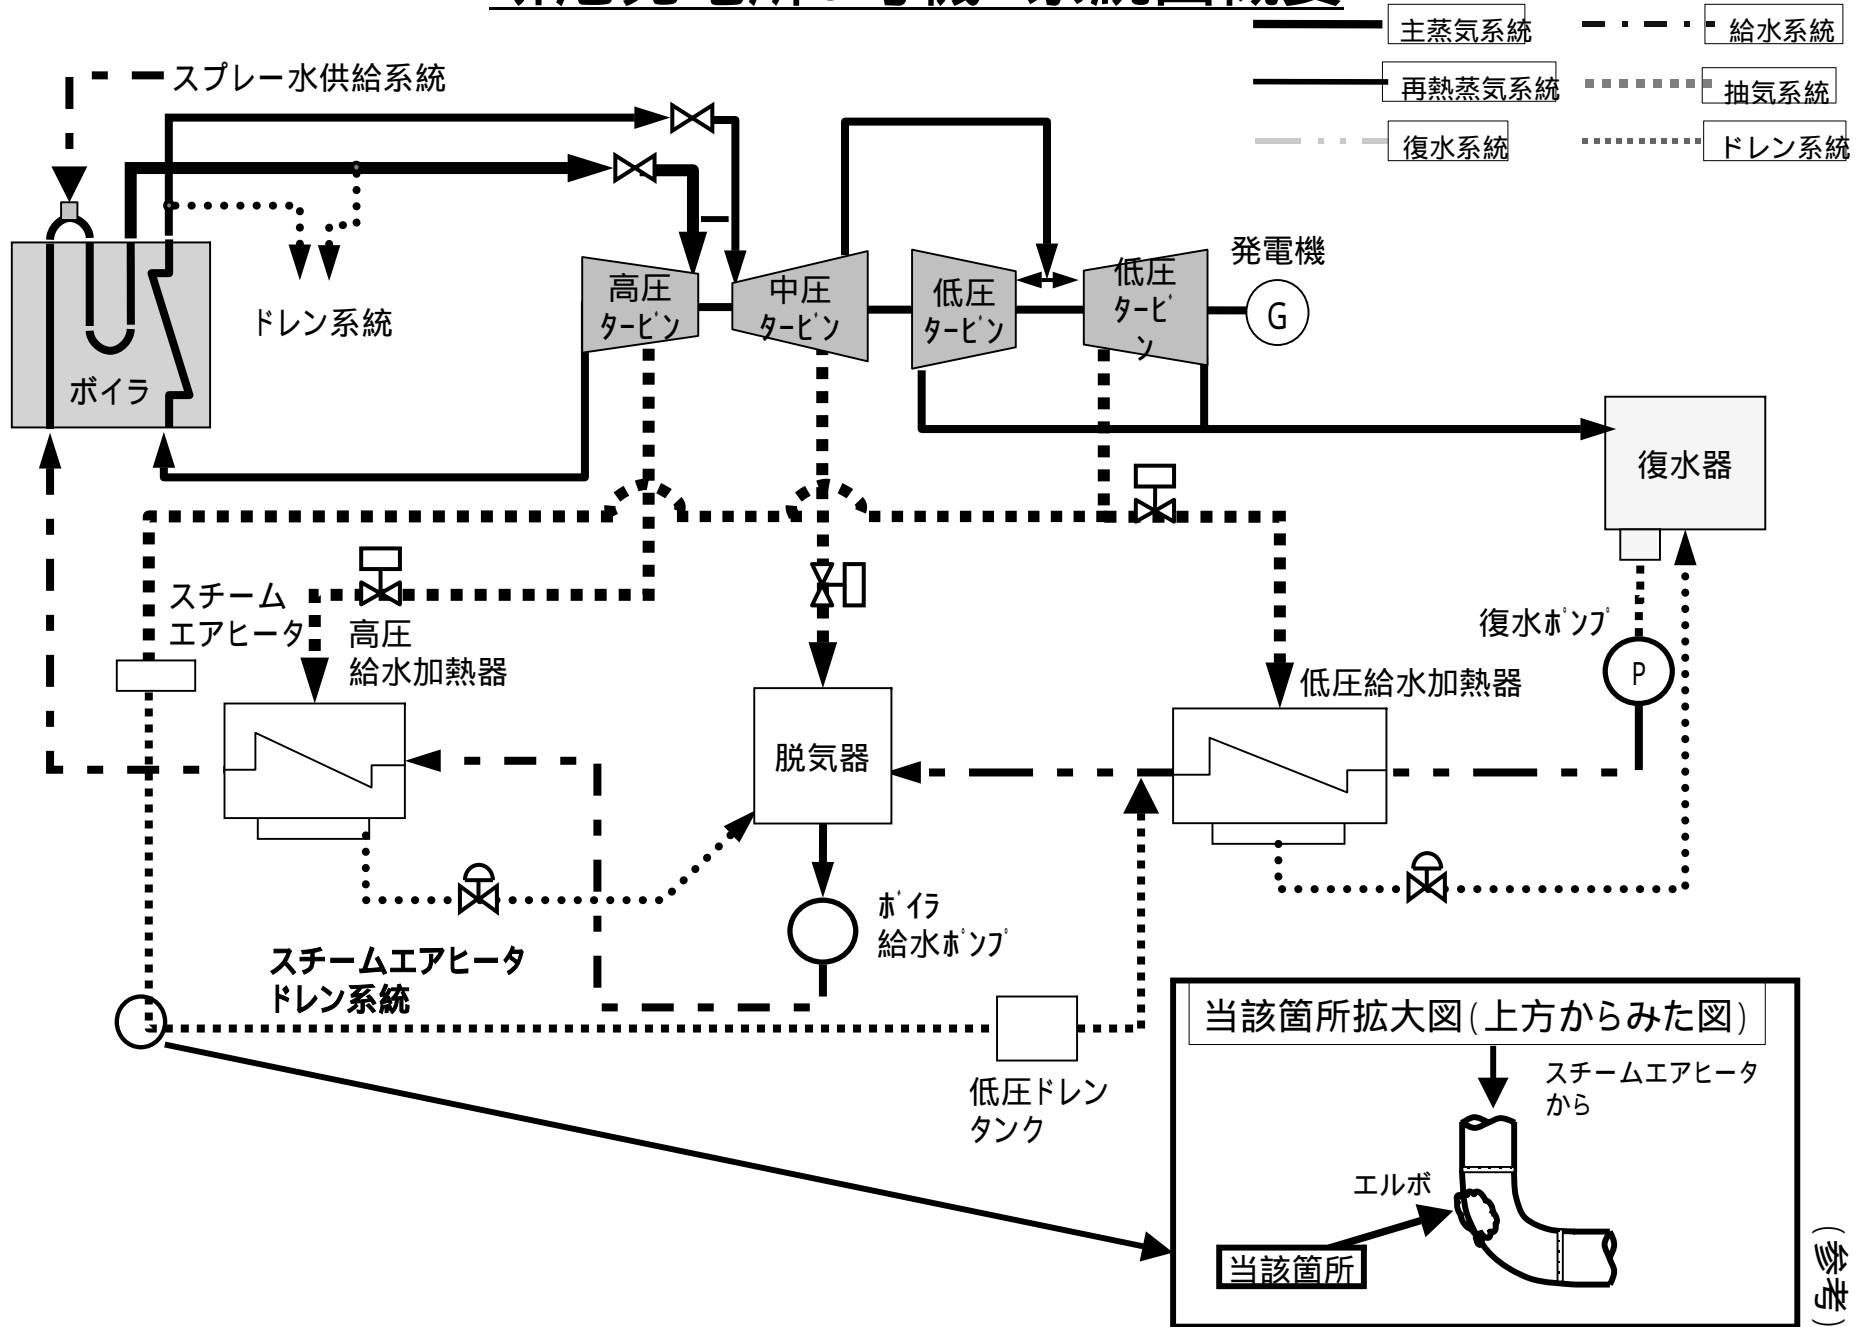 主蒸気系統
給水系統
再熱蒸気系統
抽気系統
復水系統
ドレン系統
スプレー水供給系統
ドレン系統
ボイラ
高圧
ﾀｰﾋﾞﾝ
中圧
ﾀｰﾋﾞﾝ
低圧
ﾀｰﾋﾞﾝ
低圧
ﾀｰﾋﾞ
ﾝ
発電機
G
復水器
スチーム
エアヒータ
高圧
給水加熱器
脱気器
低圧給水加熱器
復水ﾎﾟﾝﾌﾟ
P
ﾎﾞｲﾗ
給水ﾎﾟﾝﾌﾟ
スチームエアヒータ
ドレン系統
低圧ドレン
タンク
当該箇所拡大図(上方からみた図)
スチームエアヒータ
から
エルボ
当該箇所
(参考)